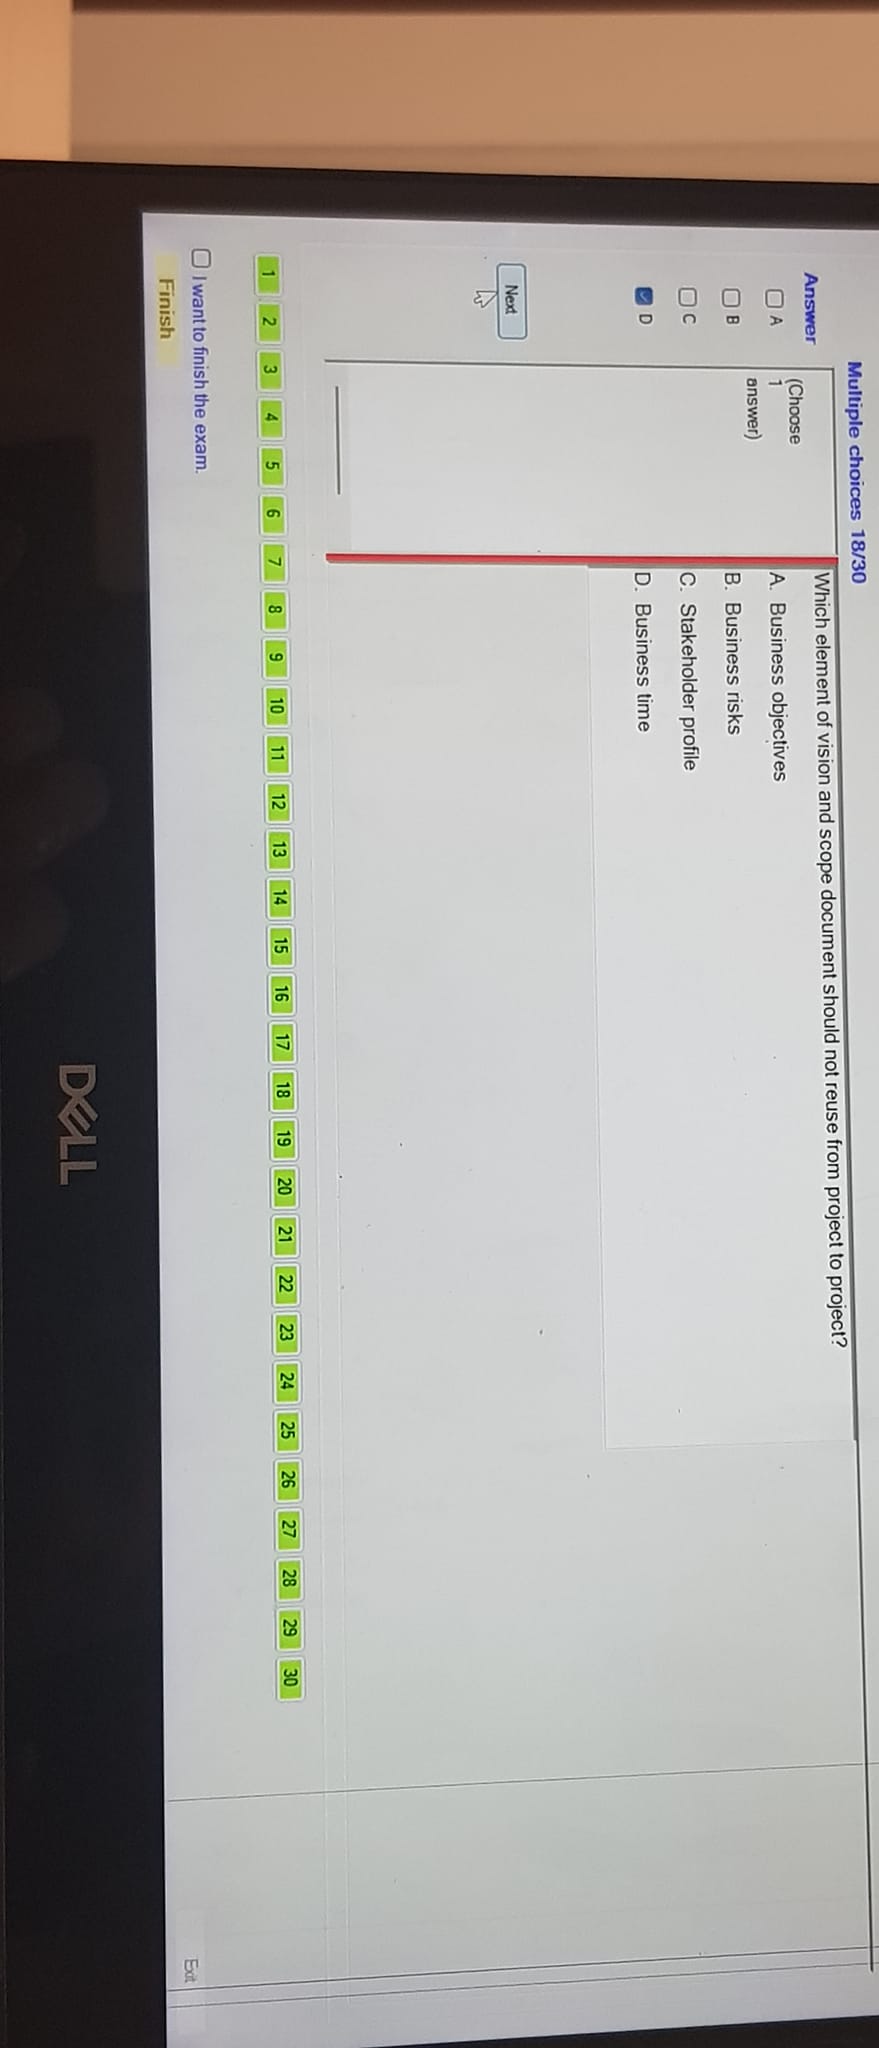 Multiple choices 18/30
Answer
A
B
C
D
(Choose
1
answer)
Which element of vision and scope document should not reuse from project to project?
A. Business objectives
B. Business risks
C. Stakeholder profile
D. Business time
Next
1 2 3 4 5 6 7 8 9 10 11 12 13 14 15 16 17 18 19 20 21 22 23 24 25 26 27 28 29 30
I want to finish the exam.
Finish
Exit
DELL